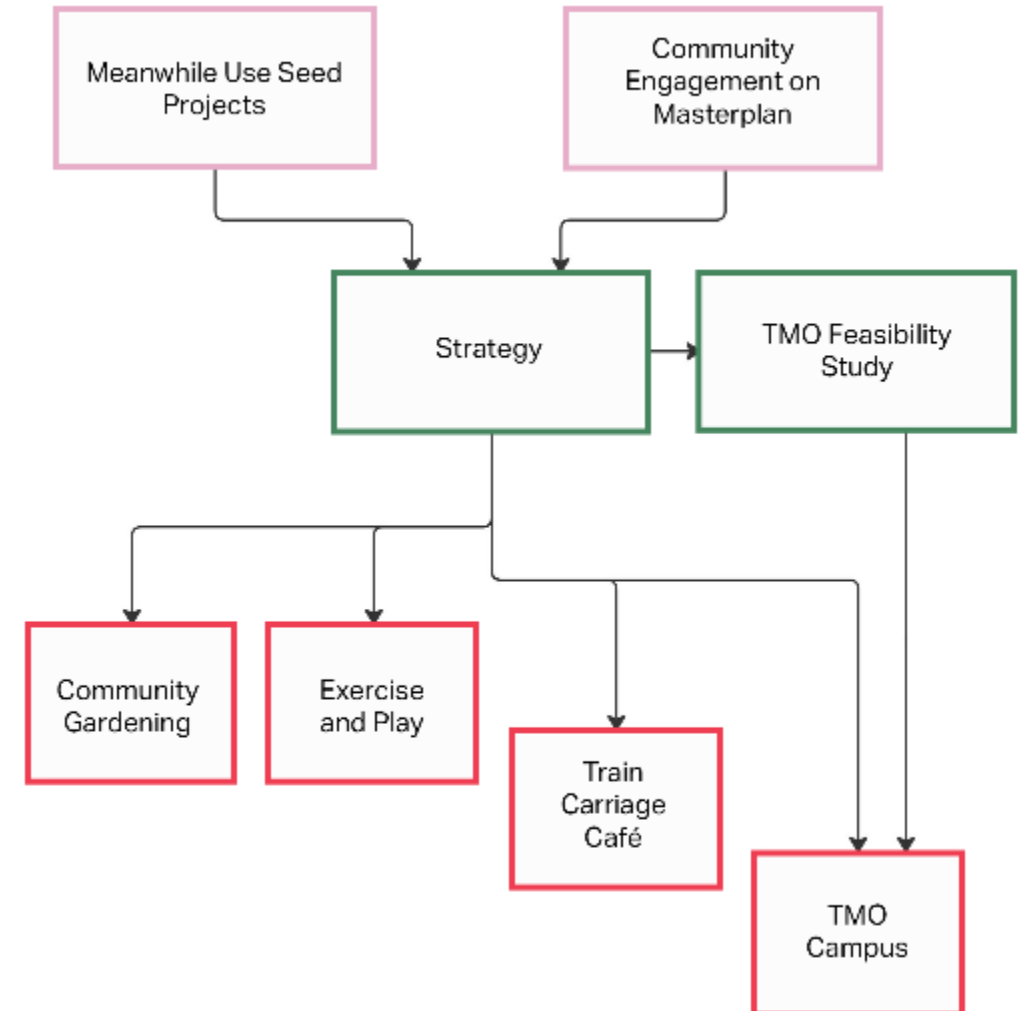 Meanwhile Use Seed
Projects
Community
Engagement on
Masterplan
Strategy
TMO Feasibility
Study
Community
Gardening
Exercise
and Play
Train
Carriage
Café
TMO
Campus